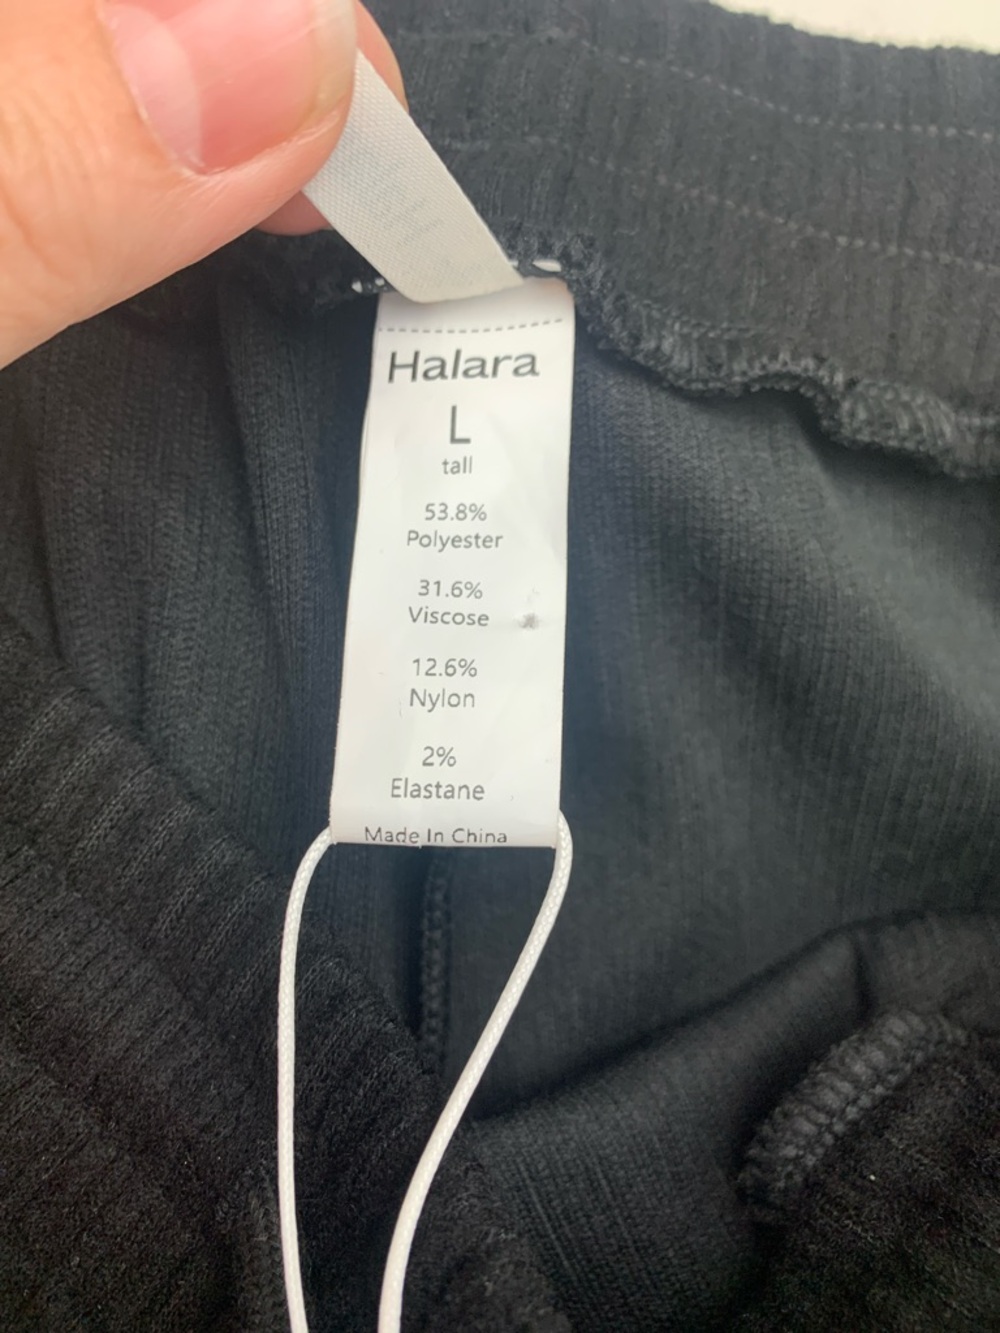 Halara
L
tall
53.8%
Polyester
31.6%
Viscose
12.6%
Nylon
2%
Elastane
Made In China